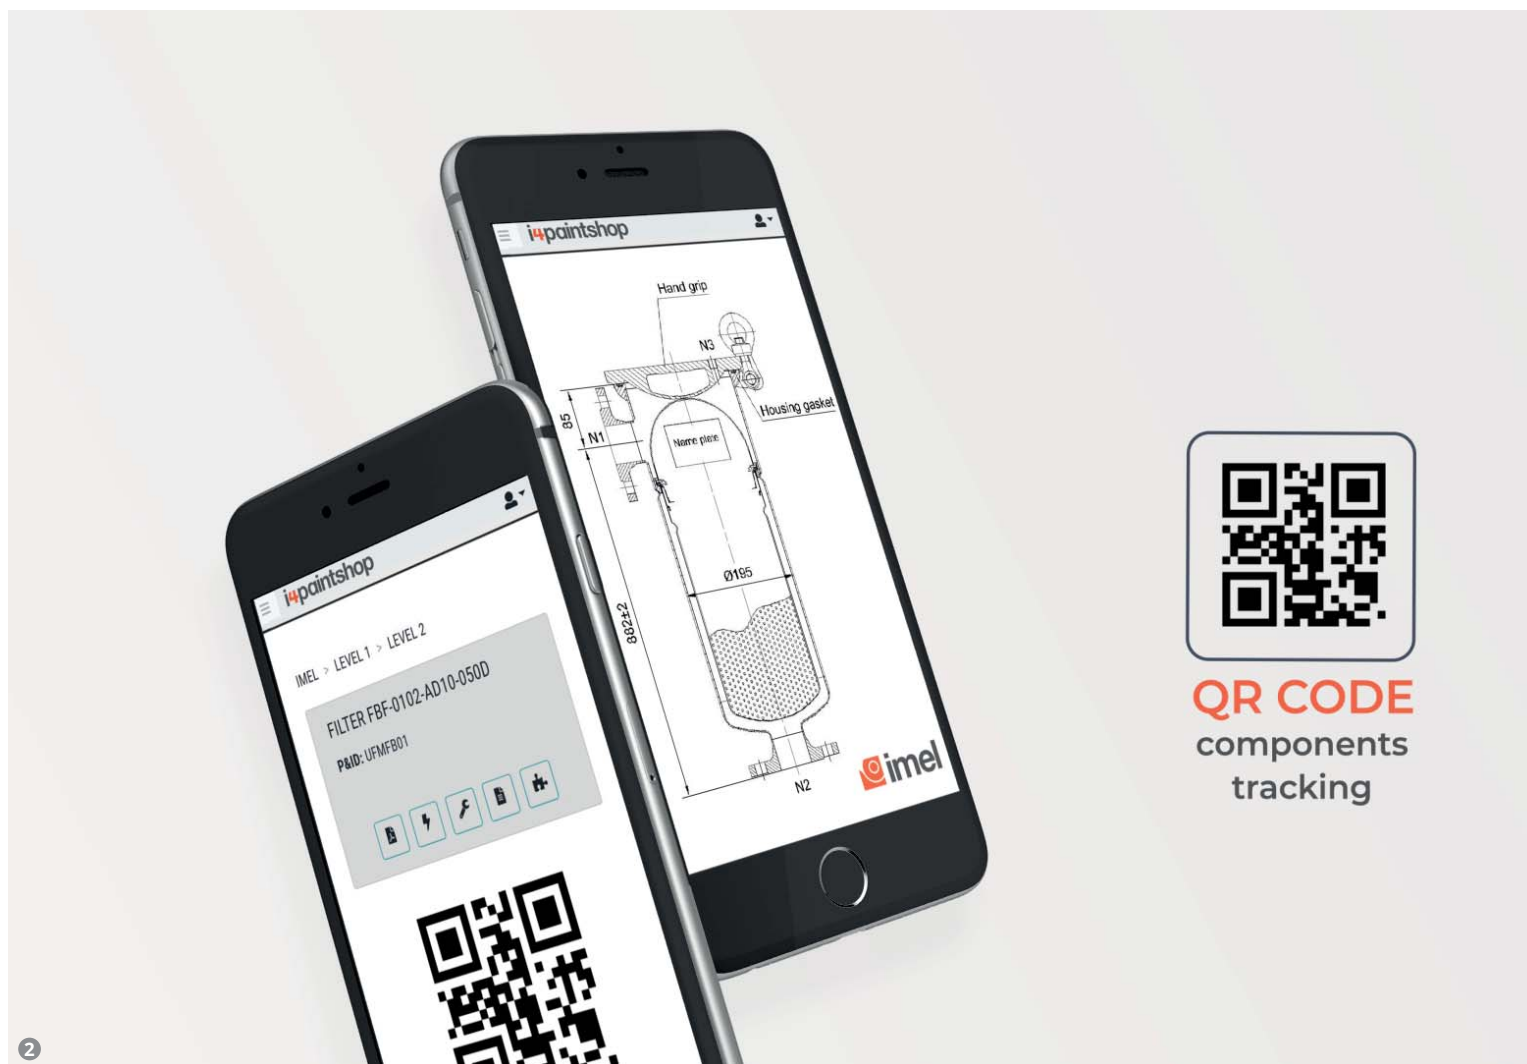 i4paintshop
Hand grip
N3
85
N1
Housing gasket
Name plate
Ø195
882±2
N2
imel
i4paintshop
IMEL > LEVEL 1 > LEVEL 2
FILTER FBF-0102-AD10-050D
P&ID: UFMFB01
QR CODE
components
tracking
2